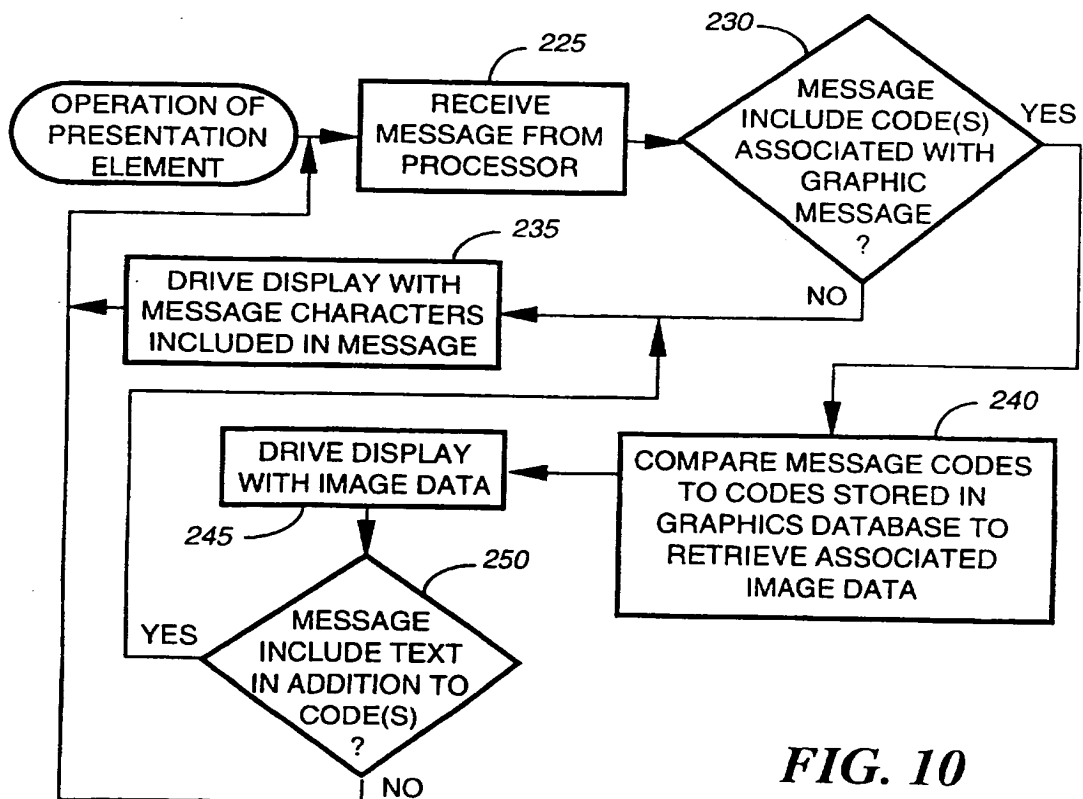 OPERATION OF
PRESENTATION
ELEMENT
225
RECEIVE
MESSAGE FROM
PROCESSOR
230
MESSAGE
INCLUDE CODE(S)
ASSOCIATED WITH
GRAPHIC
MESSAGE
?
YES
NO
235
DRIVE DISPLAY WITH
MESSAGE CHARACTERS
INCLUDED IN MESSAGE
240
COMPARE MESSAGE CODES
TO CODES STORED IN
GRAPHICS DATABASE TO
RETRIEVE ASSOCIATED
IMAGE DATA
DRIVE DISPLAY
WITH IMAGE DATA
245
250
MESSAGE
INCLUDE TEXT
IN ADDITION TO
CODE(S)
?
YES
NO
FIG. 10